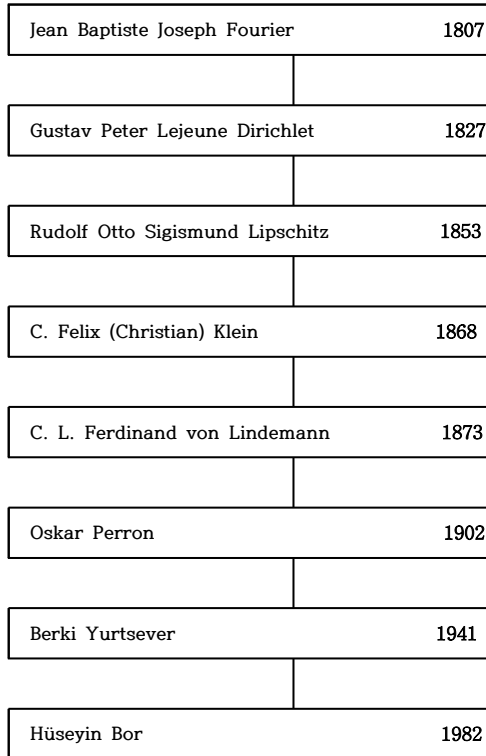 Jean Baptiste Joseph Fourier 1807
Gustav Peter Lejeune Dirichlet 1827
Rudolf Otto Sigismund Lipschitz 1853
C. Felix (Christian) Klein 1868
C. L. Ferdinand von Lindemann 1873
Oskar Perron 1902
Berki Yurtsever 1941
Hüseyin Bor 1982